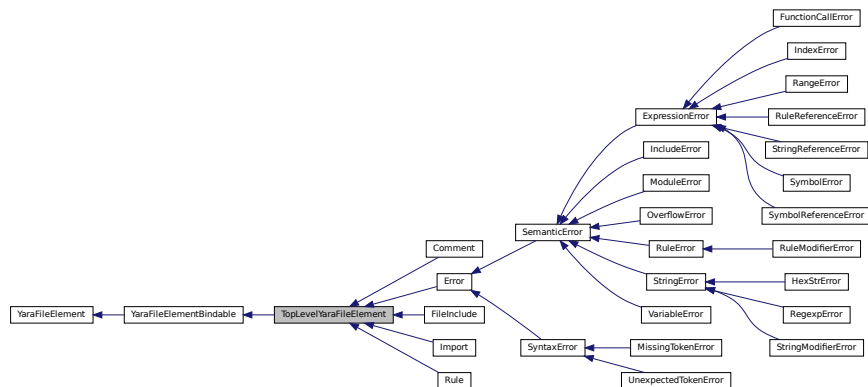 FunctionCallError
IndexError
RangeError
ExpressionError
RuleReferenceError
StringReferenceError
IncludeError
SymbolError
ModuleError
SymbolReferenceError
OverflowError
SemanticError
Comment
RuleError
RuleModifierError
Error
StringError
HexStrError
YaraFileElement
YaraFileElementBindable
TopLevelYaraFileElement
FileInclude
VariableError
RegexpError
Import
SyntaxError
MissingTokenError
StringModifierError
Rule
UnexpectedTokenError